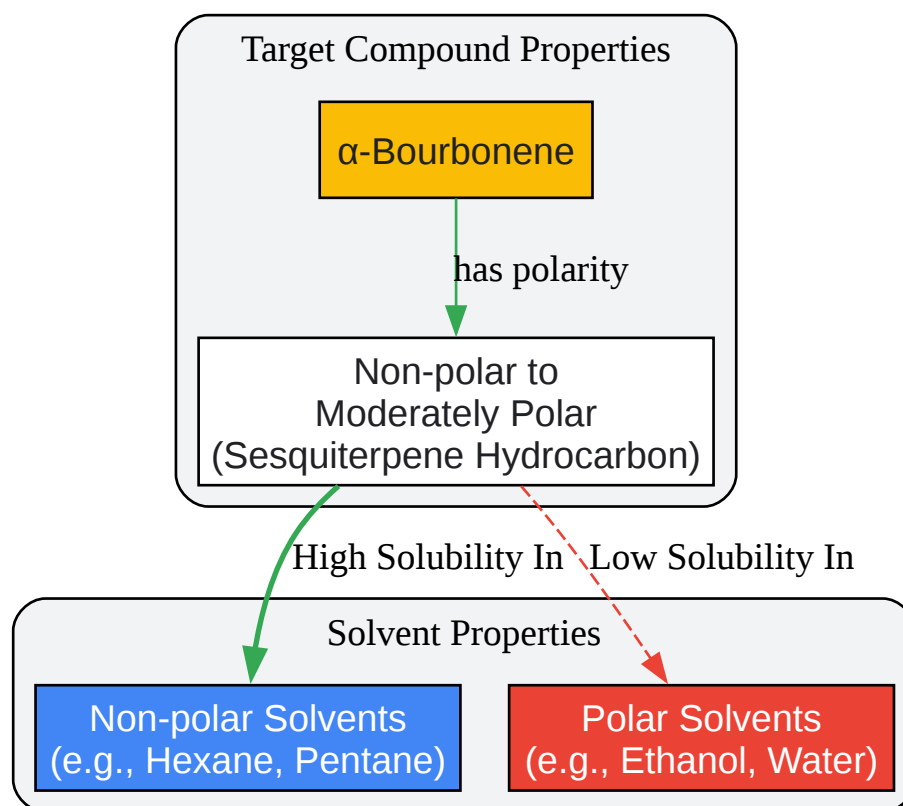 Target Compound Properties
α-Bourbonene
has polarity
Non-polar to
Moderately Polar
(Sesquiterpene Hydrocarbon)
High Solubility In
Low Solubility In
Solvent Properties
Non-polar Solvents
(e.g., Hexane, Pentane)
Polar Solvents
(e.g., Ethanol, Water)